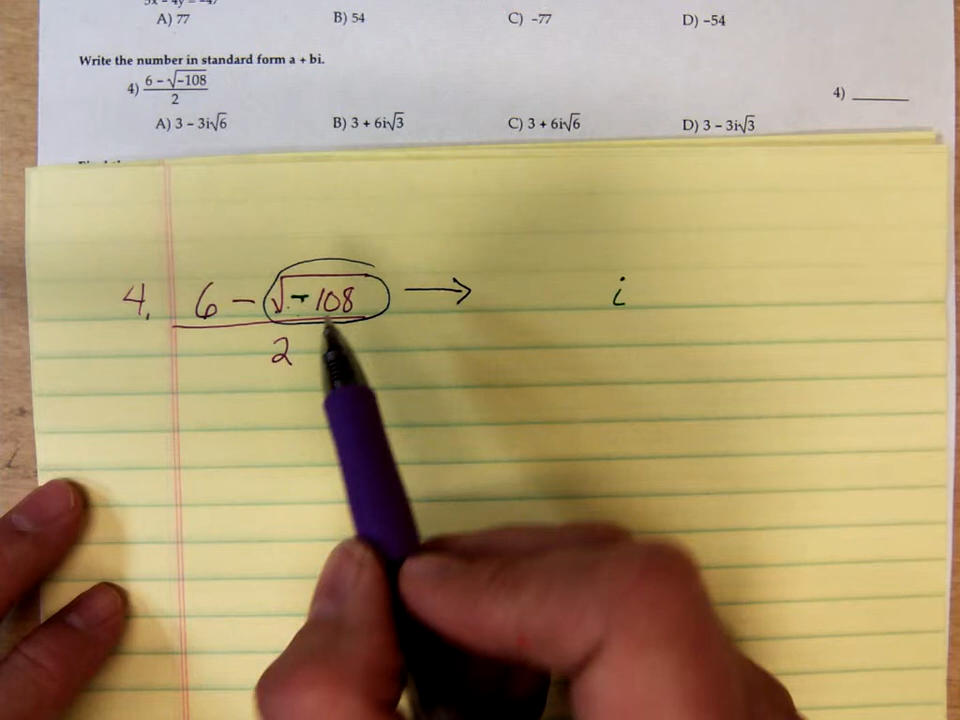 A) 77 B) 54 C) -77 D) -54
Write the number in standard form a + bi.
4) (6 - √-108)/2 4) ______
A) 3 - 3i√6 B) 3 + 6i√3 C) 3 + 6i√6 D) 3 - 3i√3
4. 6 - √-108 → i
2